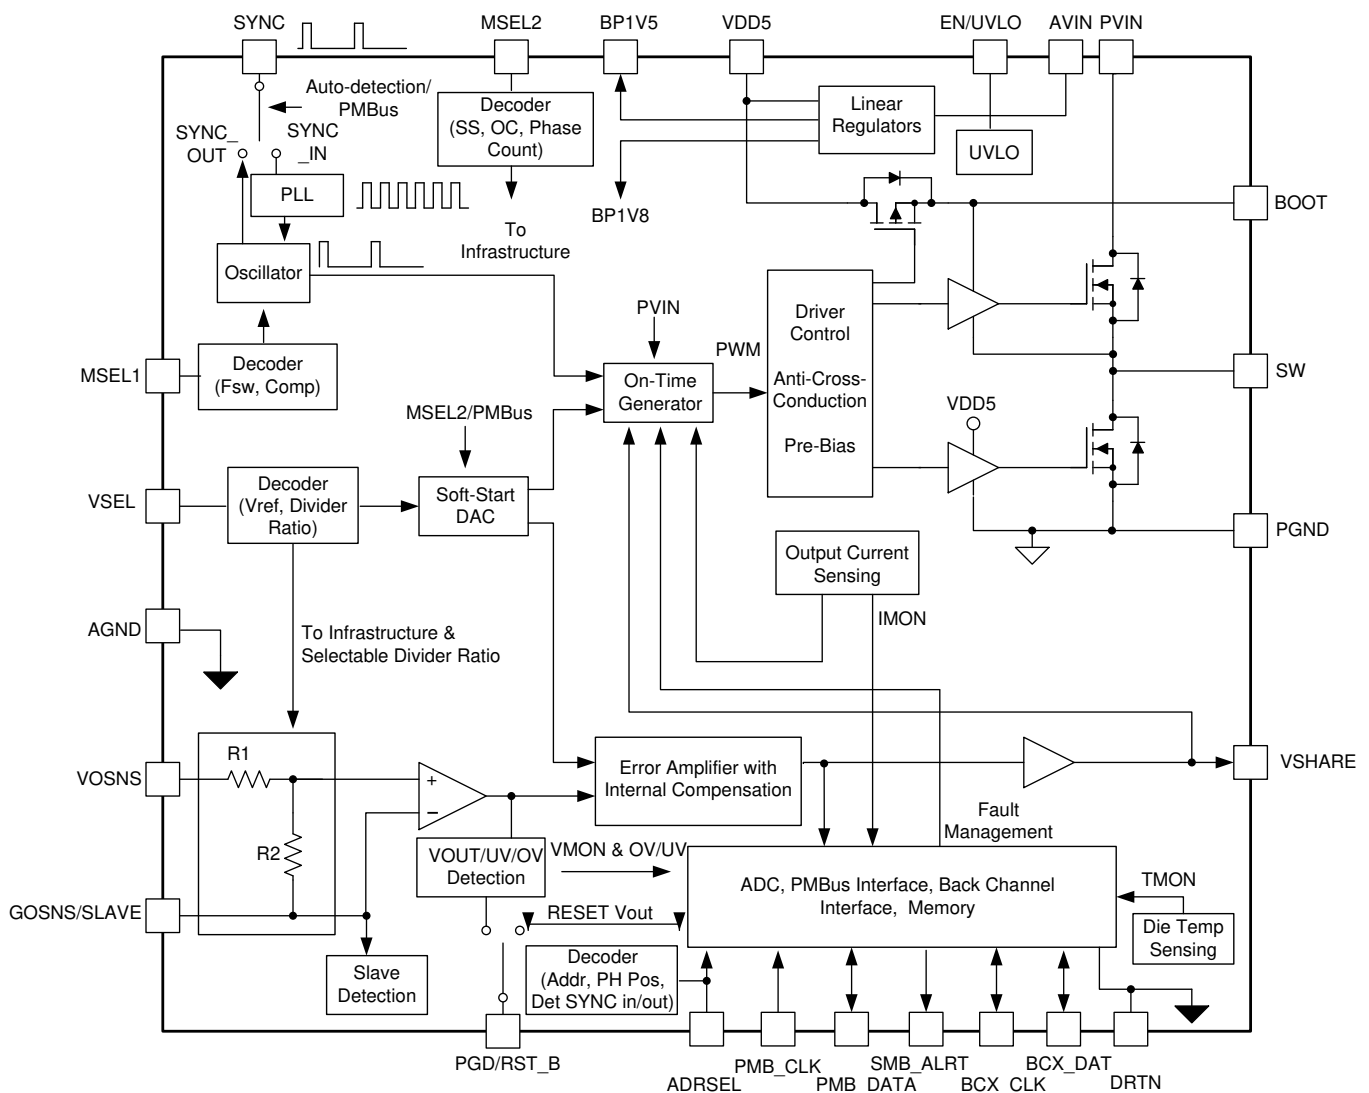 SYNC
MSEL2
BP1V5
VDD5
EN/UVLO
AVIN
PVIN
Auto-detection/
PMBus
SYNC_
OUT
SYNC
_IN
PLL
Decoder
(SS, OC, Phase
Count)
To
Infrastructure
BP1V8
Linear
Regulators
UVLO
BOOT
Oscillator
MSEL1
Decoder
(Fsw, Comp)
PVIN
On-Time
Generator
PWM
Driver
Control
Anti-Cross-
Conduction
Pre-Bias
VDD5
SW
MSEL2/PMBus
VSEL
Decoder
(Vref, Divider
Ratio)
Soft-Start
DAC
PGND
Output Current
Sensing
IMON
AGND
To Infrastructure &
Selectable Divider Ratio
VOSNS
R1
R2
+
−
Error Amplifier with
Internal Compensation
VSHARE
Fault
Management
VOUT/UV/OV
Detection
VMON & OV/UV
ADC, PMBus Interface, Back Channel
Interface, Memory
TMON
Die Temp
Sensing
GOSNS/SLAVE
RESET Vout
Slave
Detection
Decoder
(Addr, PH Pos,
Det SYNC in/out)
PGD/RST_B
ADRSEL
PMB_CLK
PMB_DATA
SMB_ALRT
BCX_CLK
BCX_DAT
DRTN